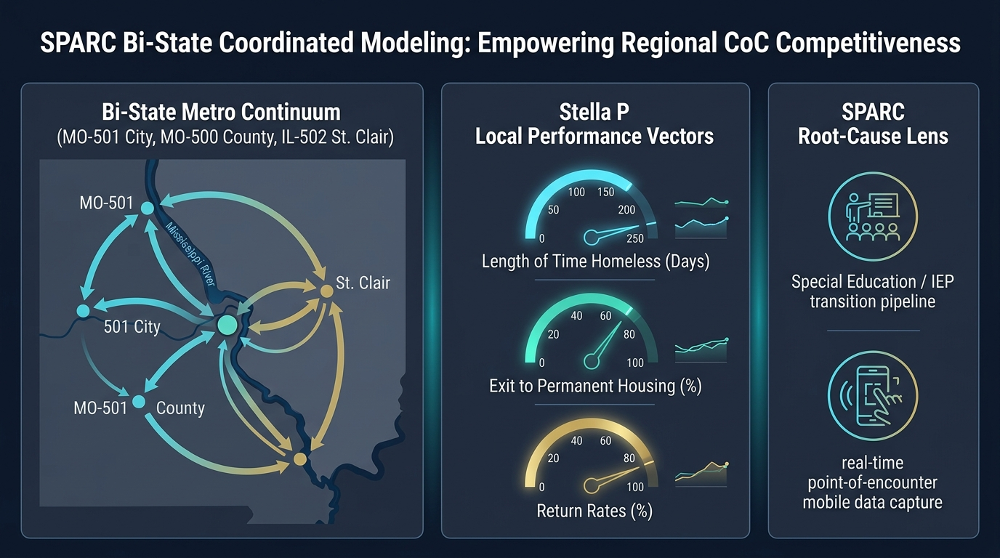 SPARC Bi-State Coordinated Modeling: Empowering Regional CoC Competitiveness
Bi-State Metro Continuum
(MO-501 City, MO-500 County, IL-502 St. Clair)
MO-501
Mississippi River
St. Clair
501 City
MO-501
County
Stella P
Local Performance Vectors
0
50
100
150
200
250
Length of Time Homeless (Days)
0
20
40
60
80
100
Exit to Permanent Housing (%)
0
20
40
60
80
100
Return Rates (%)
SPARC
Root-Cause Lens
Special Education / IEP
transition pipeline
real-time
point-of-encounter
mobile data capture